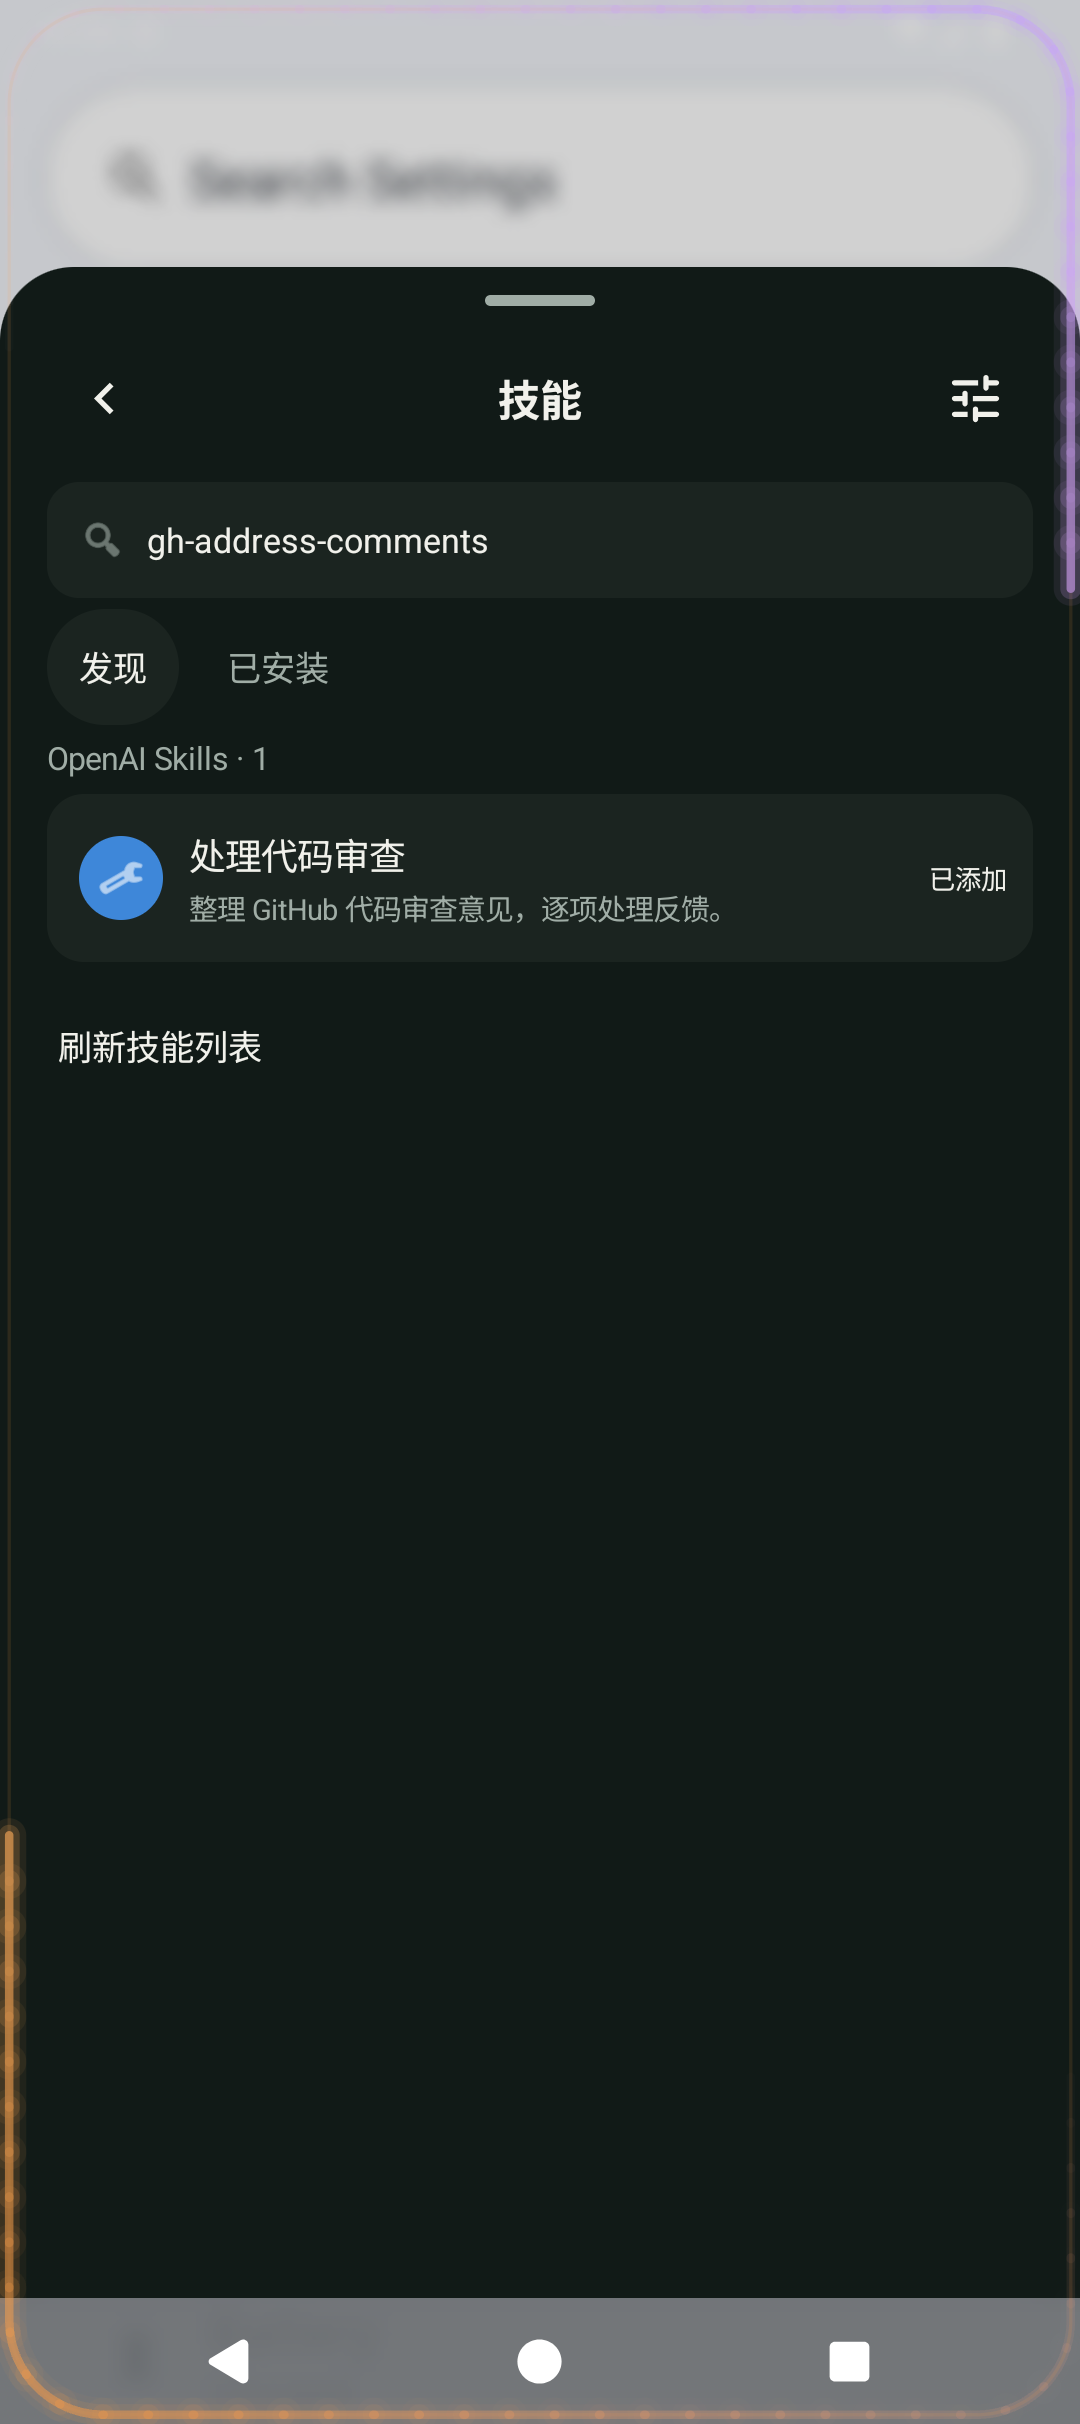 Search Settings
技能
gh-address-comments
发现
已安装
OpenAI Skills · 1
处理代码审查
整理 GitHub 代码审查意见，逐项处理反馈。
已添加
刷新技能列表